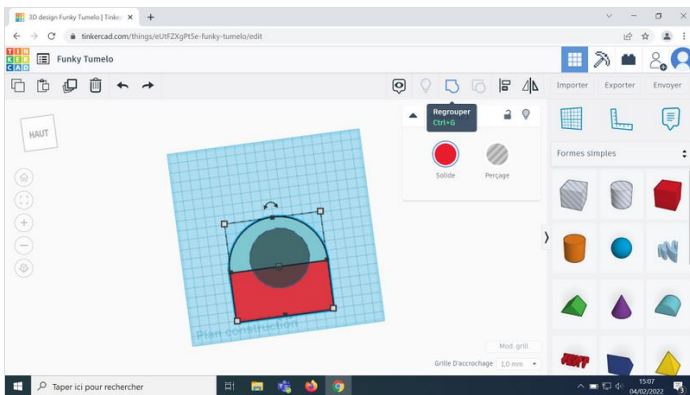 3D design Funky Tumelo | Tinker
tinkercad.com/things/eUtFZXgPt5e-funky-tumelo/edit
TIN
KER
CAD
Funky Tumelo
Importer Exporter Envoyer
Regrouper
Ctrl+G
HAUT
Solide Perçage
Formes simples
Plan construction
Mod. grill.
Grille D'accrochage 1,0 mm
Taper ici pour rechercher
15:07
04/02/2022